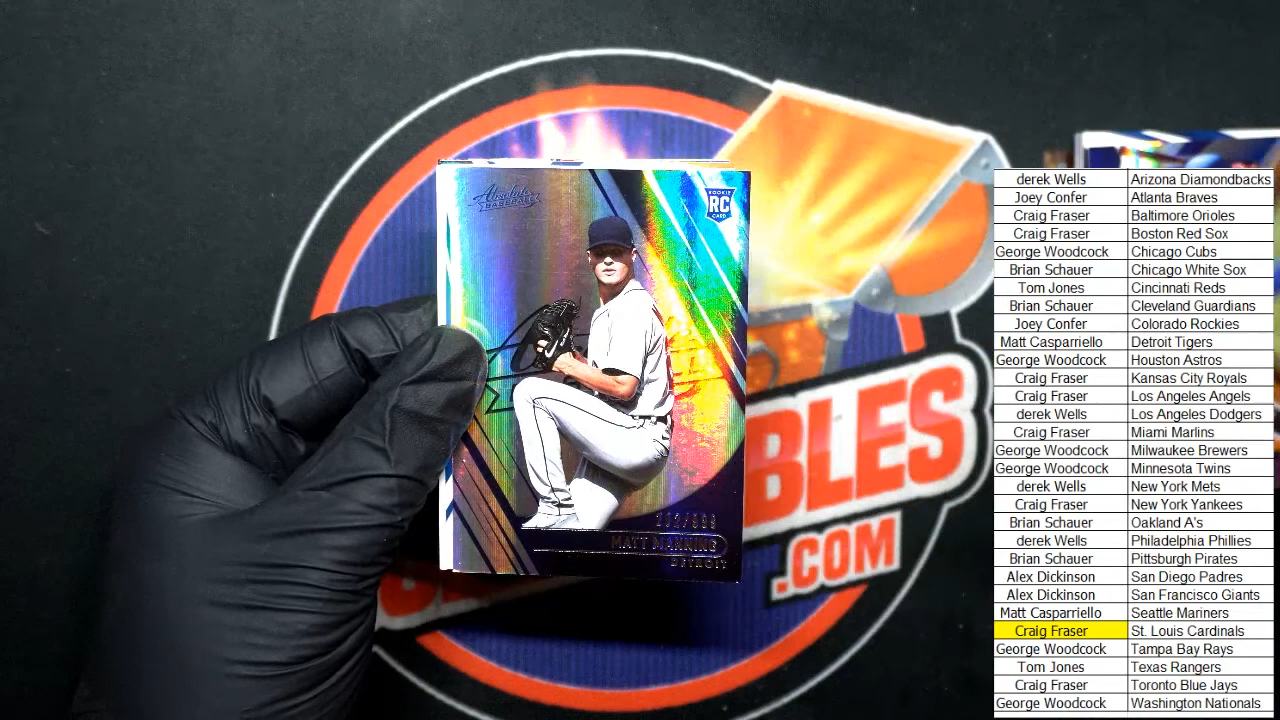 Absolute
BASEBALL
ROOKIE
RC
CARD
MATT MANNING
DETROIT
BLES
.COM
derek Wells Arizona Diamondbacks
Joey Confer Atlanta Braves
Craig Fraser Baltimore Orioles
Craig Fraser Boston Red Sox
George Woodcock Chicago Cubs
Brian Schauer Chicago White Sox
Tom Jones Cincinnati Reds
Brian Schauer Cleveland Guardians
Joey Confer Colorado Rockies
Matt Casparriello Detroit Tigers
George Woodcock Houston Astros
Craig Fraser Kansas City Royals
Craig Fraser Los Angeles Angels
derek Wells Los Angeles Dodgers
Craig Fraser Miami Marlins
George Woodcock Milwaukee Brewers
George Woodcock Minnesota Twins
derek Wells New York Mets
Craig Fraser New York Yankees
Brian Schauer Oakland A's
derek Wells Philadelphia Phillies
Brian Schauer Pittsburgh Pirates
Alex Dickinson San Diego Padres
Alex Dickinson San Francisco Giants
Matt Casparriello Seattle Mariners
Craig Fraser St. Louis Cardinals
George Woodcock Tampa Bay Rays
Tom Jones Texas Rangers
Craig Fraser Toronto Blue Jays
George Woodcock Washington Nationals